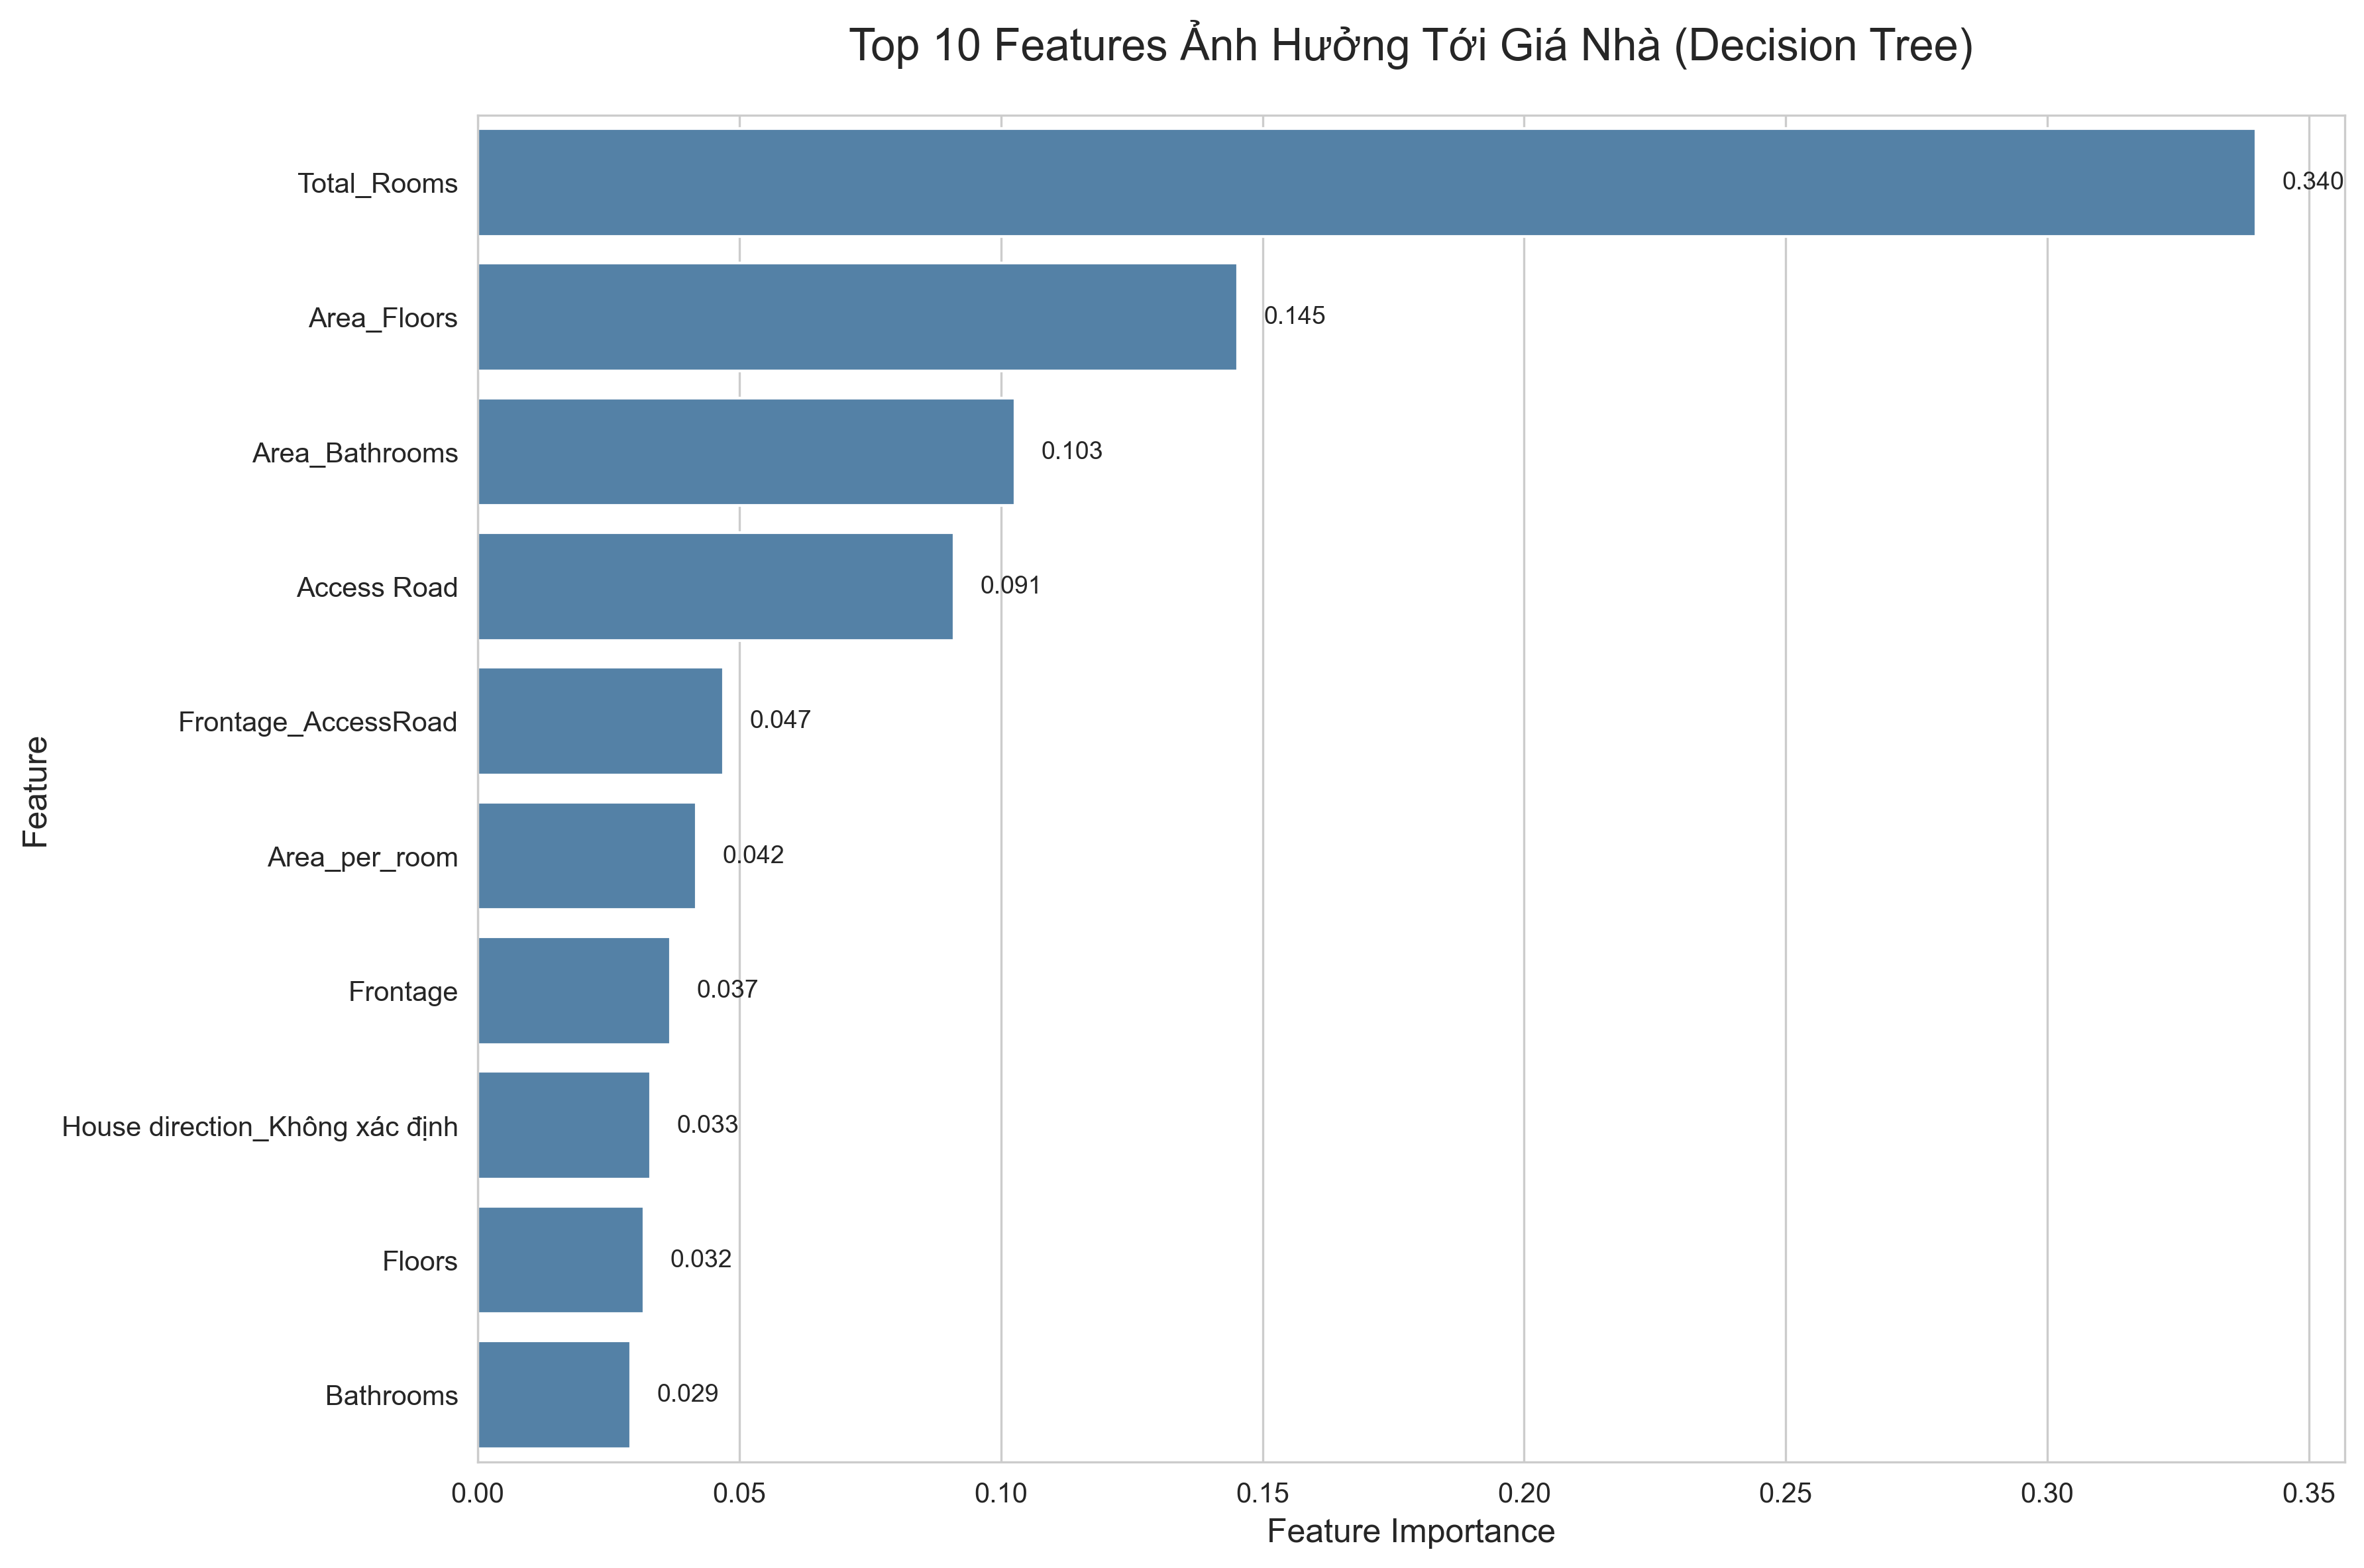 Top 10 Features Ảnh Hưởng Tới Giá Nhà (Decision Tree)
Feature
Total_Rooms
0.340
Area_Floors
0.145
Area_Bathrooms
0.103
Access Road
0.091
Frontage_AccessRoad
0.047
Area_per_room
0.042
Frontage
0.037
House direction_Không xác định
0.033
Floors
0.032
Bathrooms
0.029
0.00 0.05 0.10 0.15 0.20 0.25 0.30 0.35
Feature Importance